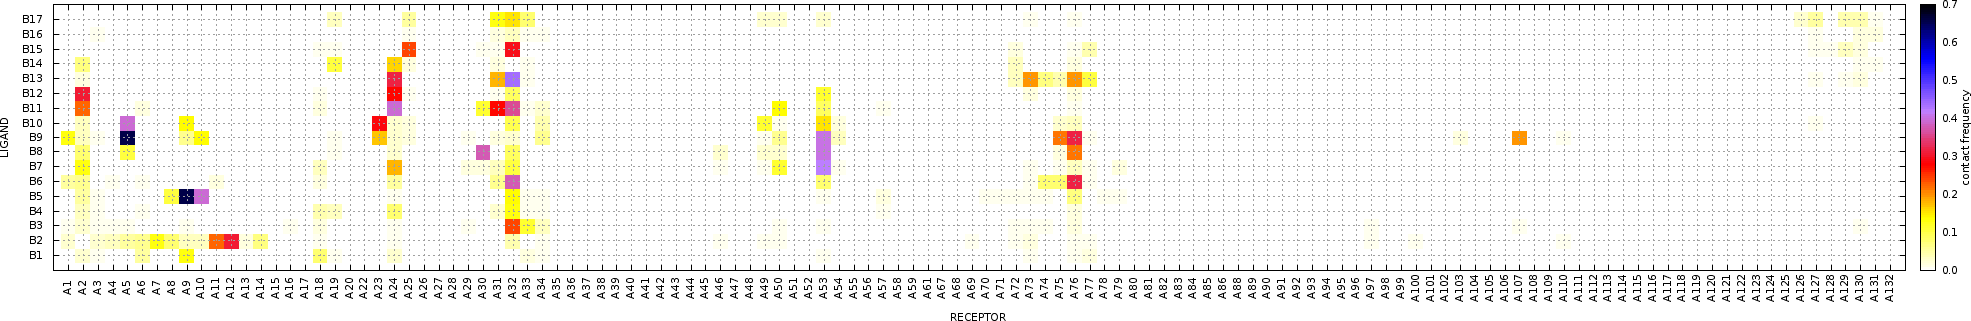 B17
B16
B15
B14
B13
B12
B11
B10
B9
B8
B7
B6
B5
B4
B3
B2
B1
LIGAND
A1 A2 A3 A4 A5 A6 A7 A8 A9 A10 A11 A12 A13 A14 A15 A16 A17 A18 A19 A20 A22 A23 A24 A25 A26 A27 A28 A29 A30 A31 A32 A33 A34 A35 A36 A37 A38 A39 A40 A41 A42 A43 A44 A45 A46 A47 A48 A49 A50 A51 A52 A53 A54 A55 A56 A57 A58 A59 A61 A67 A68 A69 A70 A71 A72 A73 A74 A75 A76 A77 A78 A79 A80 A81 A82 A83 A84 A85 A86 A88 A89 A90 A91 A92 A93 A94 A95 A96 A97 A98 A99 A100 A101 A102 A103 A104 A105 A106 A107 A108 A109 A110 A111 A112 A113 A114 A115 A116 A117 A118 A119 A120 A121 A122 A123 A124 A125 A126 A127 A128 A129 A130 A131 A132
RECEPTOR
0.7
0.6
0.5
0.4
0.3
0.2
0.1
0.0
contact frequency